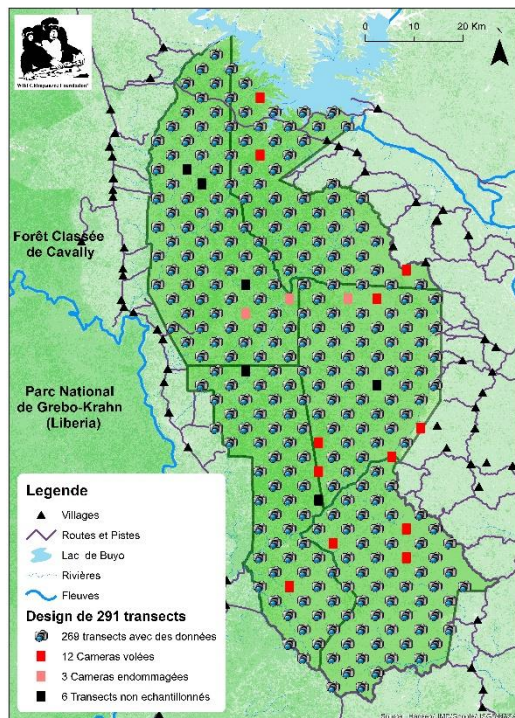 0 10 20 Km
Wild Chimpanzee Foundation
Forêt Classée
de Cavally
Parc National
de Grebo-Krahn
(Liberia)
Legende
Villages
Routes et Pistes
Lac de Buyo
Rivières
Fleuves
Design de 291 transects
269 transects avec des données
12 Cameras volées
3 Cameras endommagées
6 Transects non echantillonnés